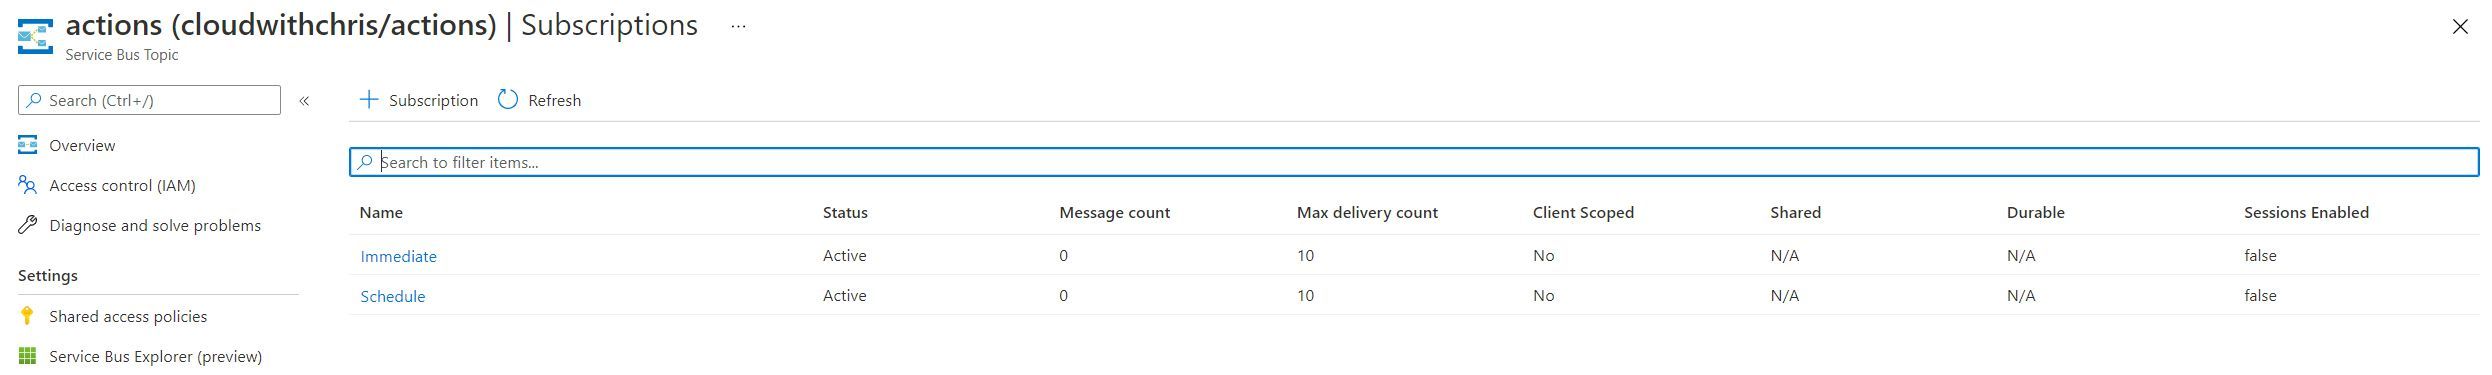 actions (cloudwithchris/actions) | Subscriptions ...
Service Bus Topic
Search (Ctrl+/) «
Overview
Access control (IAM)
Diagnose and solve problems
Settings
Shared access policies
Service Bus Explorer (preview)
+ Subscription Refresh
Search to filter items...
Name Status Message count Max delivery count Client Scoped Shared Durable Sessions Enabled
Immediate Active 0 10 No N/A N/A false
Schedule Active 0 10 No N/A N/A false